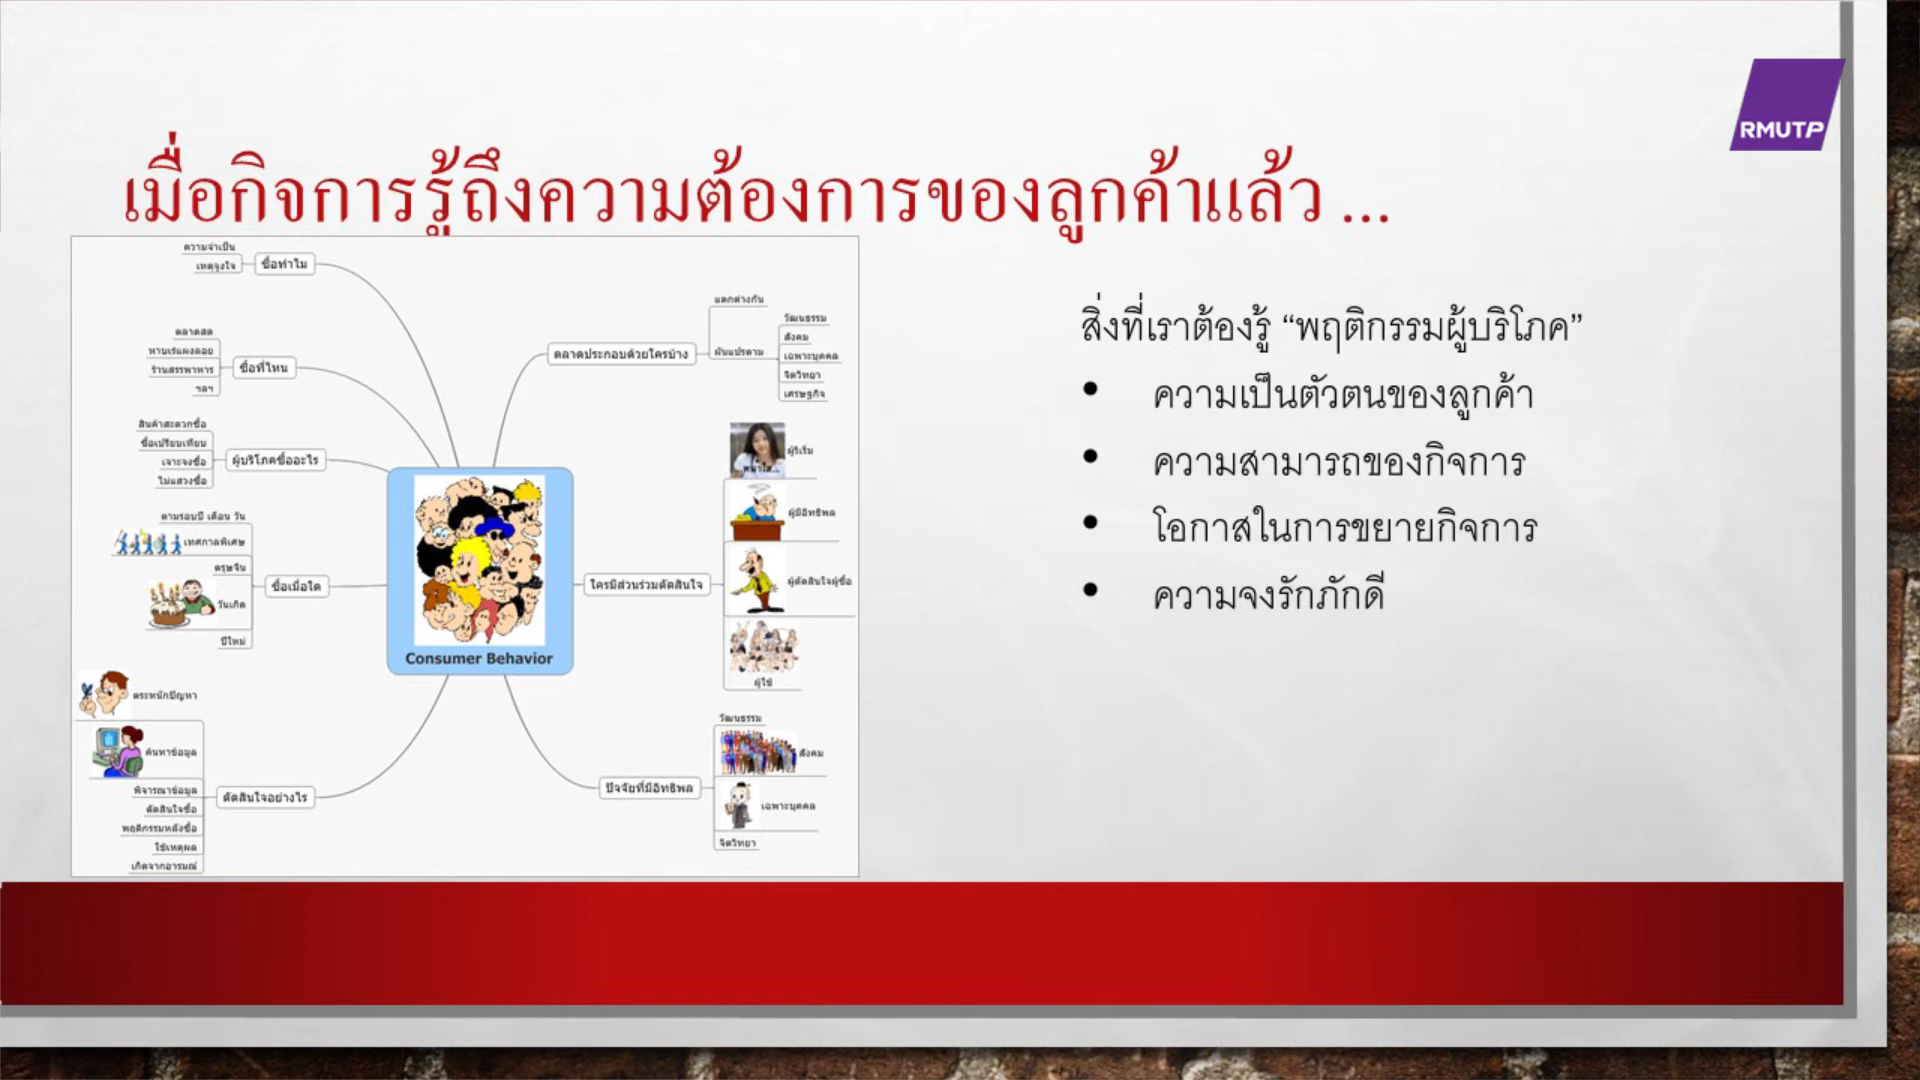 RMUTP
เมื่อกิจการรู้ถึงความต้องการของลูกค้าแล้ว ...
ความจำเป็น
เหตุจูงใจ
ซื้อทำไม
ตลาดสด
หาบเร่แผงลอย
ร้านสรรพาหาร
ฯลฯ
ซื้อที่ไหน
สินค้าสะดวกซื้อ
ซื้อเปรียบเทียบ
เจาะจงซื้อ
ไม่แสวงซื้อ
ผู้บริโภคซื้ออะไร
ตามรอบปี เดือน วัน
เทศกาลพิเศษ
ตรุษจีน
วันเกิด
ปีใหม่
ซื้อเมื่อใด
ตระหนักปัญหา
ค้นหาข้อมูล
พิจารณาข้อมูล
ตัดสินใจซื้อ
พฤติกรรมหลังซื้อ
ใช้เหตุผล
เกิดจากอารมณ์
ตัดสินใจอย่างไร
Consumer Behavior
ตลาดประกอบด้วยใครบ้าง
แตกต่างกัน
ผันแปรตาม
วัฒนธรรม
สังคม
เฉพาะบุคคล
จิตวิทยา
เศรษฐกิจ
ใครมีส่วนร่วมตัดสินใจ
ผู้ริเริ่ม
ผู้มีอิทธิพล
ผู้ตัดสินใจผู้ซื้อ
ผู้ใช้
ปัจจัยที่มีอิทธิพล
วัฒนธรรม
สังคม
เฉพาะบุคคล
จิตวิทยา
สิ่งที่เราต้องรู้ “พฤติกรรมผู้บริโภค”
• ความเป็นตัวตนของลูกค้า
• ความสามารถของกิจการ
• โอกาสในการขยายกิจการ
• ความจงรักภักดี